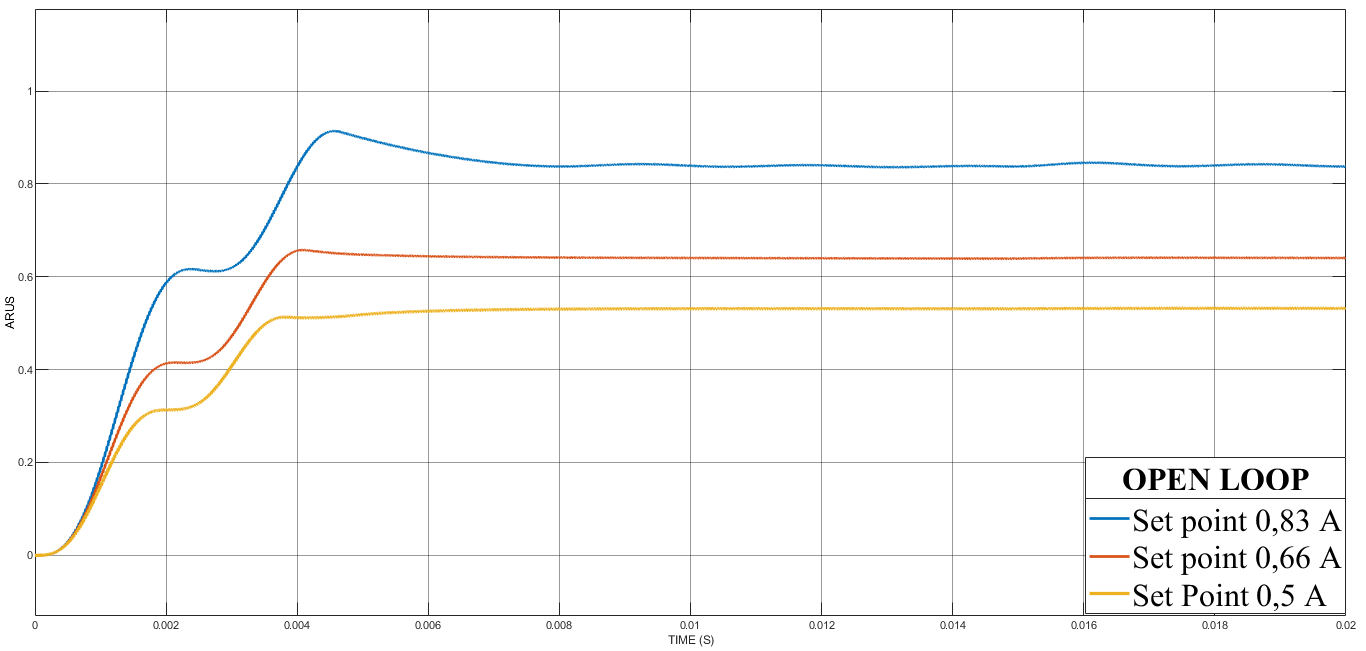 1
0.8
0.6
0.4
0.2
0
ARUS
0
0.002
0.004
0.006
0.008
0.01
0.012
0.014
0.016
0.018
0.02
TIME (S)
OPEN LOOP
Set point 0,83 A
Set point 0,66 A
Set Point 0,5 A